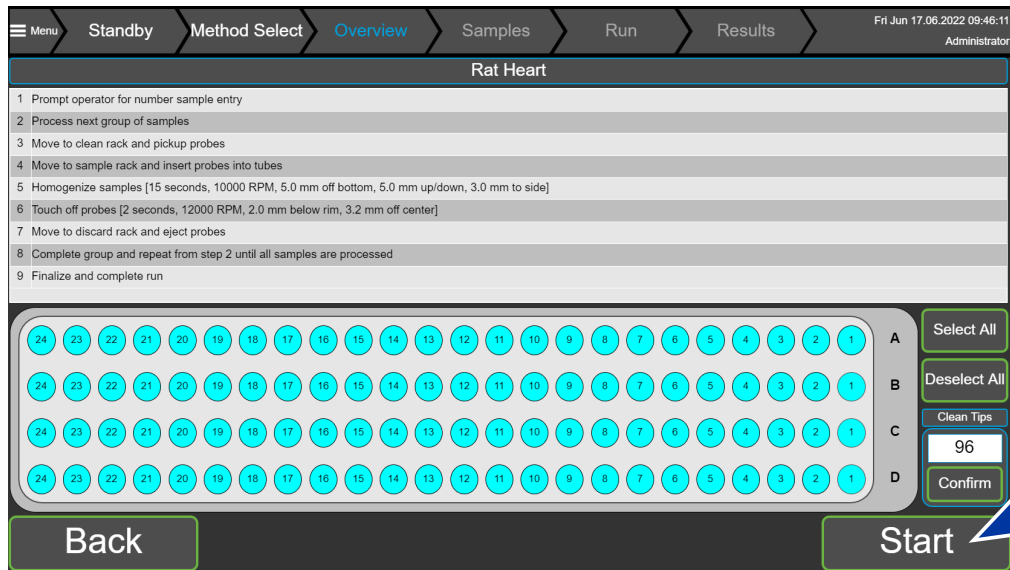 Menu Standby Method Select Overview Samples Run Results Fri Jun 17.06.2022 09:46:11
Administrator
Rat Heart
1 Prompt operator for number sample entry
2 Process next group of samples
3 Move to clean rack and pickup probes
4 Move to sample rack and insert probes into tubes
5 Homogenize samples [15 seconds, 10000 RPM, 5.0 mm off bottom, 5.0 mm up/down, 3.0 mm to side]
6 Touch off probes [2 seconds, 12000 RPM, 2.0 mm below rim, 3.2 mm off center]
7 Move to discard rack and eject probes
8 Complete group and repeat from step 2 until all samples are processed
9 Finalize and complete run
24 23 22 21 20 19 18 17 16 15 14 13 12 11 10 9 8 7 6 5 4 3 2 1 A
24 23 22 21 20 19 18 17 16 15 14 13 12 11 10 9 8 7 6 5 4 3 2 1 B
24 23 22 21 20 19 18 17 16 15 14 13 12 11 10 9 8 7 6 5 4 3 2 1 C
24 23 22 21 20 19 18 17 16 15 14 13 12 11 10 9 8 7 6 5 4 3 2 1 D
Select All
Deselect All
Clean Tips
96
Confirm
Back
Start